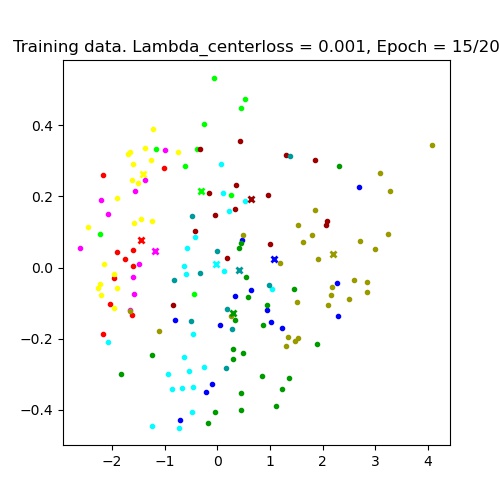 Training data. Lambda_centerloss = 0.001, Epoch = 15/20
0.4
0.2
0.0
−0.2
−0.4
−2 −1 0 1 2 3 4